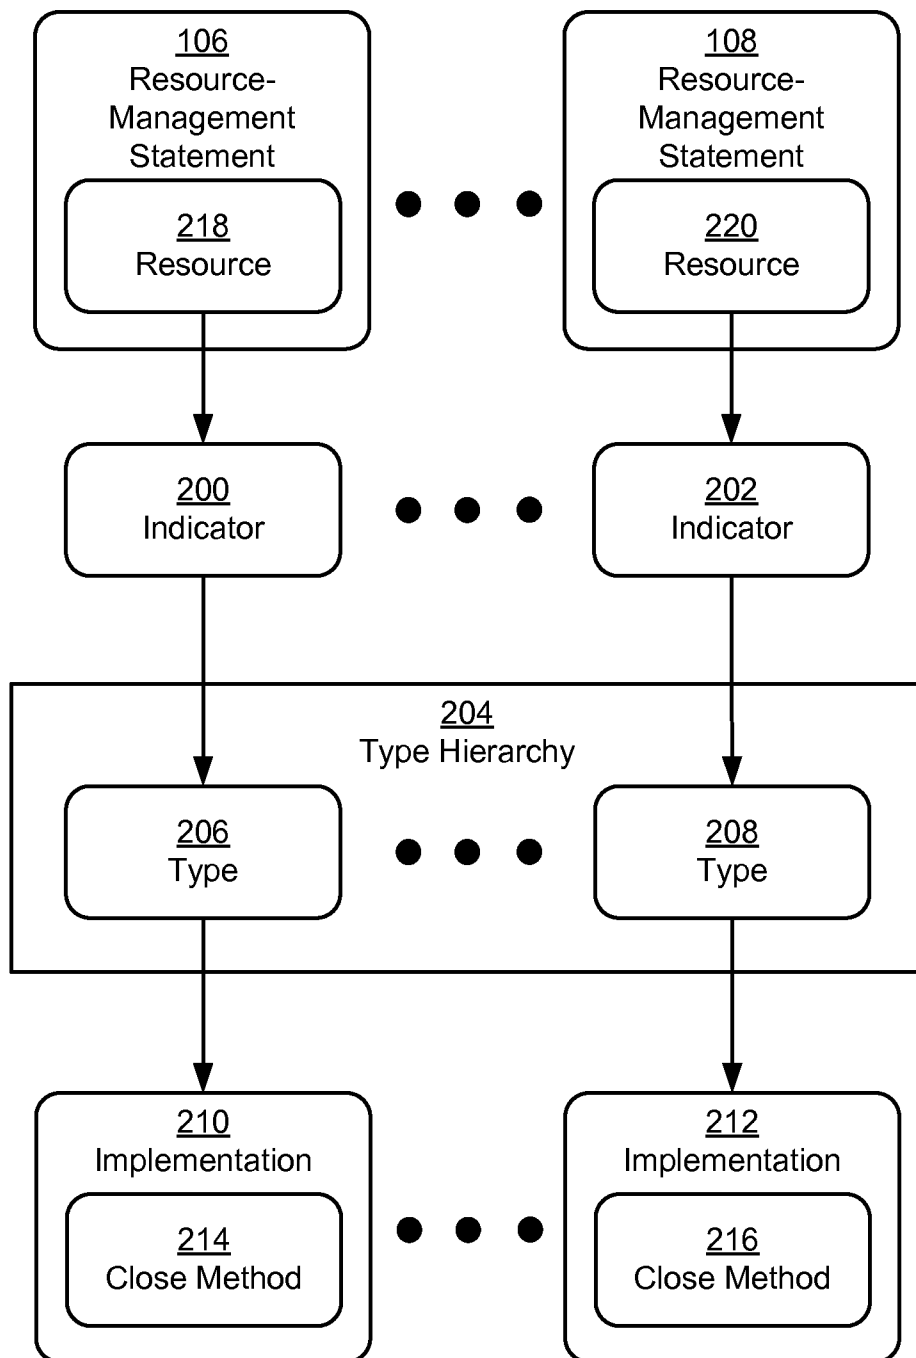 106
Resource-
Management
Statement
218
Resource
108
Resource-
Management
Statement
220
Resource
200
Indicator
202
Indicator
204
Type Hierarchy
206
Type
208
Type
210
Implementation
214
Close Method
212
Implementation
216
Close Method